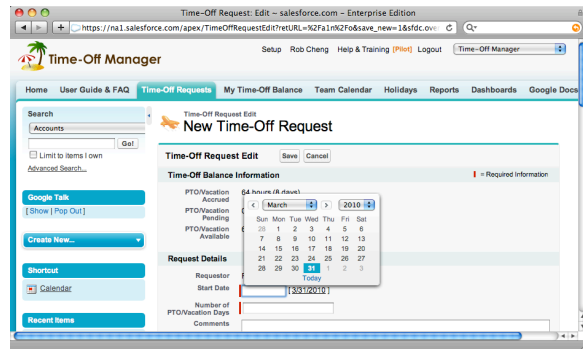 Time-Off Request: Edit — salesforce.com - Enterprise Edition
https://na1.salesforce.com/apex/TimeOffRequestEdit?retURL=%2Fa1n%2Fo&save_new=1&sfdc.over
Time-Off Manager
Setup Rob Cheng Help & Training [Pilot] Logout Time-Off Manager
Home User Guide & FAQ Time-Off Requests My Time-Off Balance Team Calendar Holidays Reports Dashboards Google Docs
Search
Accounts
Go!
Limit to items I own
Advanced Search...
Google Talk
[ Show | Pop Out ]
Create New...
Shortcut
Calendar
Recent Items
Time-Off Request Edit
New Time-Off Request
Time-Off Request Edit Save Cancel
Time-Off Balance Information = Required Information
PTO/Vacation Accrued 64 hours (8 days)
PTO/Vacation Pending
PTO/Vacation Available
March 2010
Sun Mon Tue Wed Thu Fri Sat
28 1 2 3 4 5 6
7 8 9 10 11 12 13
14 15 16 17 18 19 20
21 22 23 24 25 26 27
28 29 30 31 1 2 3
Today
Request Details
Requestor
Start Date [ 3/31/2010 ]
Number of PTO/Vacation Days
Comments